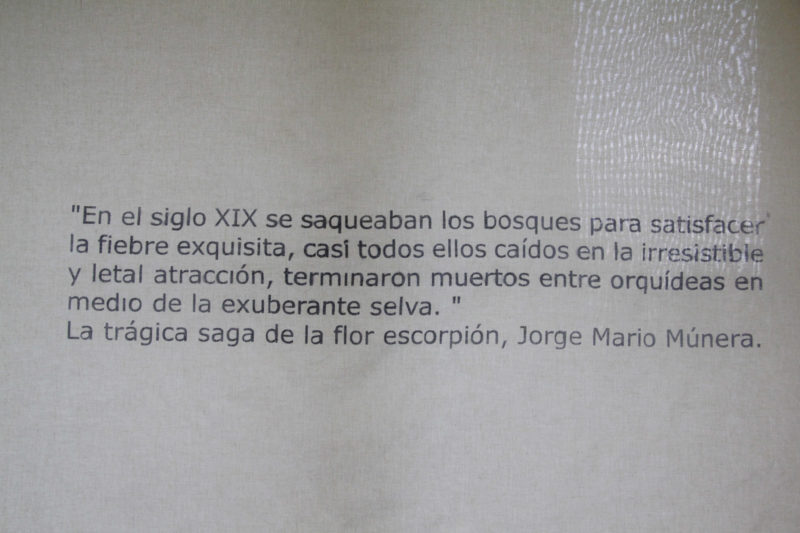 "En el siglo XIX se saqueaban los bosques para satisfacer
la fiebre exquisita, casi todos ellos caídos en la irresistible
y letal atracción, terminaron muertos entre orquídeas en
medio de la exuberante selva. "
La trágica saga de la flor escorpión, Jorge Mario Múnera.